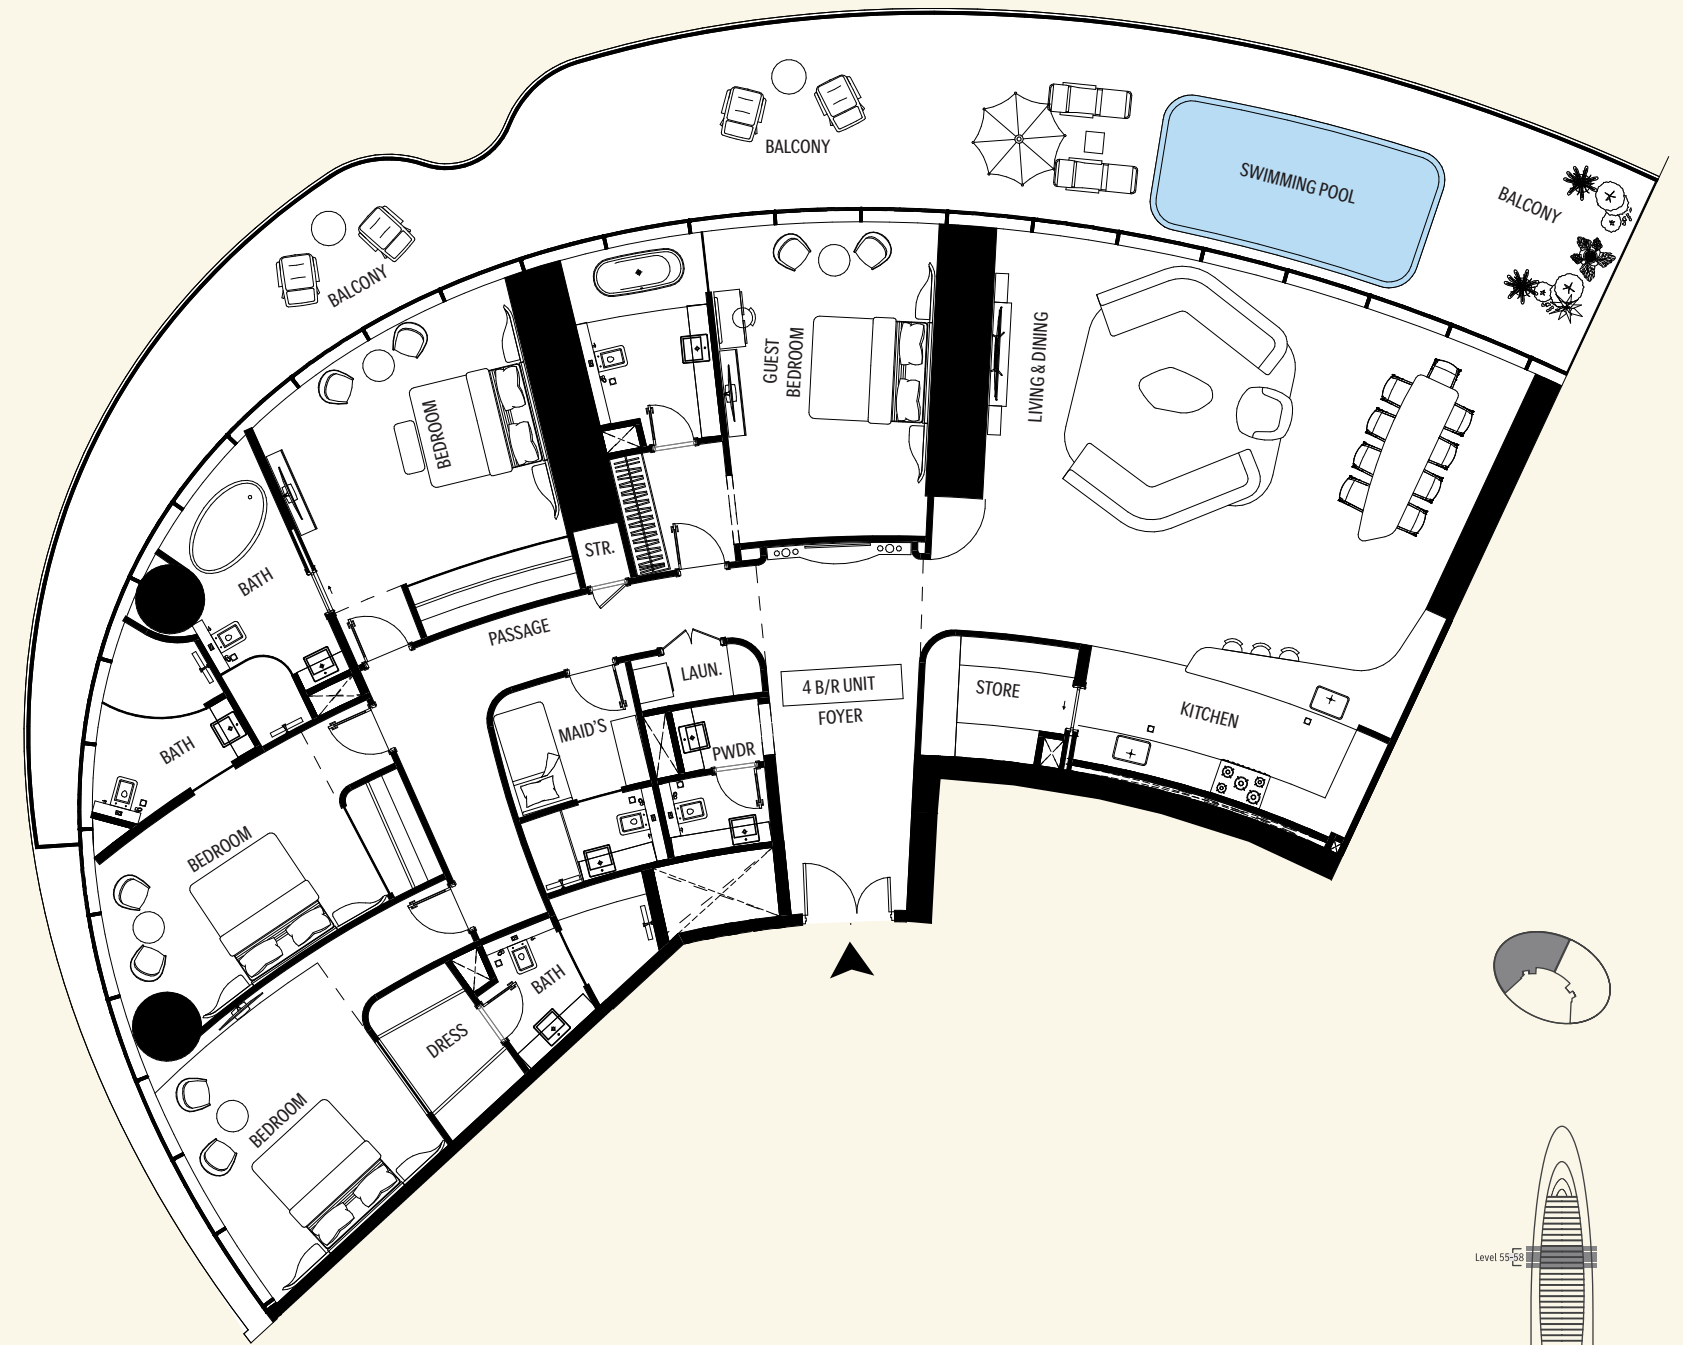 BALCONY
BALCONY
SWIMMING POOL
BALCONY
BEDROOM
GUEST
BEDROOM
LIVING & DINING
STR.
BATH
PASSAGE
LAUN.
4 B/R UNIT
FOYER
STORE
KITCHEN
MAID'S
PWDR
BATH
BEDROOM
BATH
DRESS
BEDROOM
Level 55-58